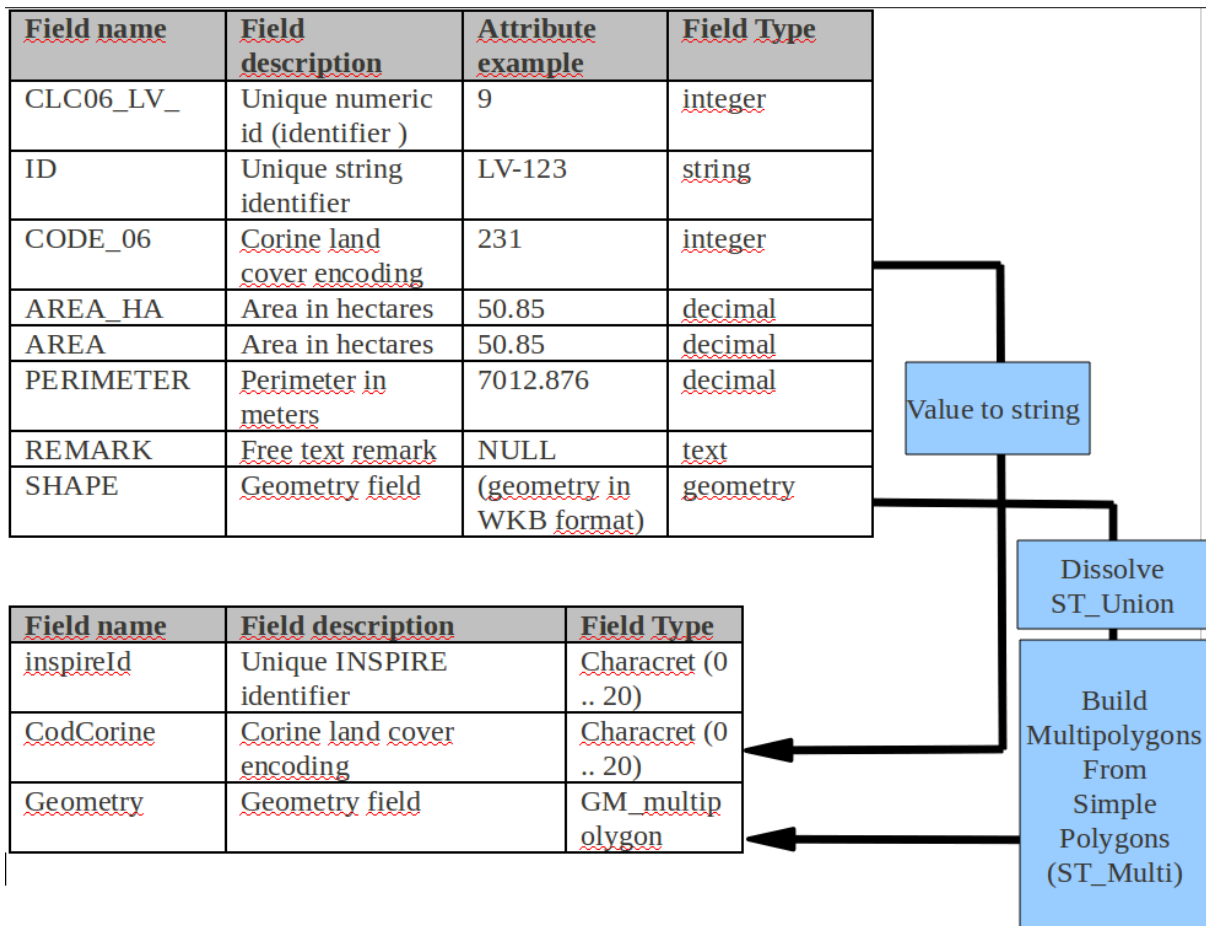 Field name Field description Attribute example Field Type
CLC06_LV_ Unique numeric id (identifier ) 9 integer
ID Unique string identifier LV-123 string
CODE_06 Corine land cover encoding 231 integer
AREA_HA Area in hectares 50.85 decimal
AREA Area in hectares 50.85 decimal
PERIMETER Perimeter in meters 7012.876 decimal
REMARK Free text remark NULL text
SHAPE Geometry field (geometry in WKB format) geometry
Value to string
Dissolve
ST_Union
Build
Multipolygons
From
Simple
Polygons
(ST_Multi)
Field name Field description Field Type
inspireId Unique INSPIRE identifier Characret (0 .. 20)
CodCorine Corine land cover encoding Characret (0 .. 20)
Geometry Geometry field GM_multipolygon